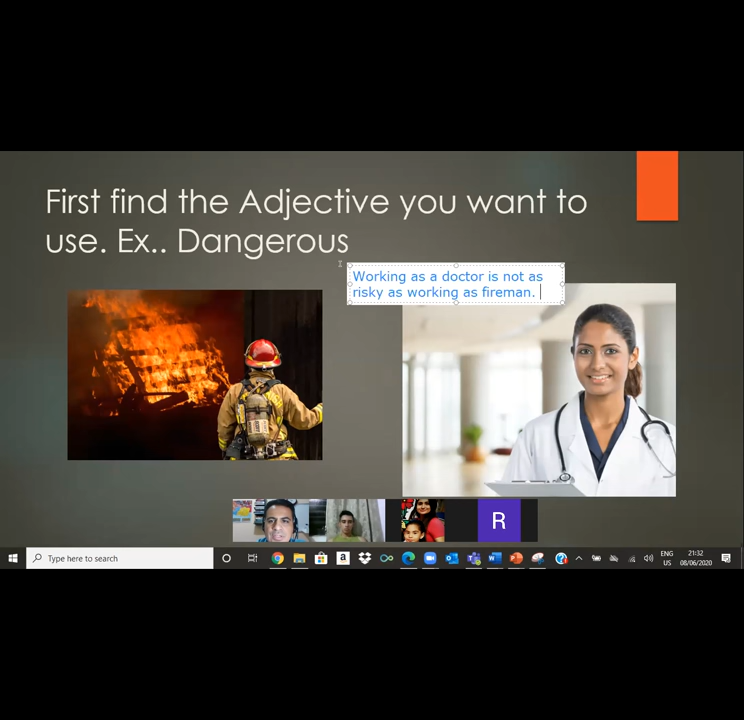 First find the Adjective you want to
use. Ex.. Dangerous
Working as a doctor is not as
risky as working as fireman.
R
Type here to search
ENG
US
21:32
08/06/2020